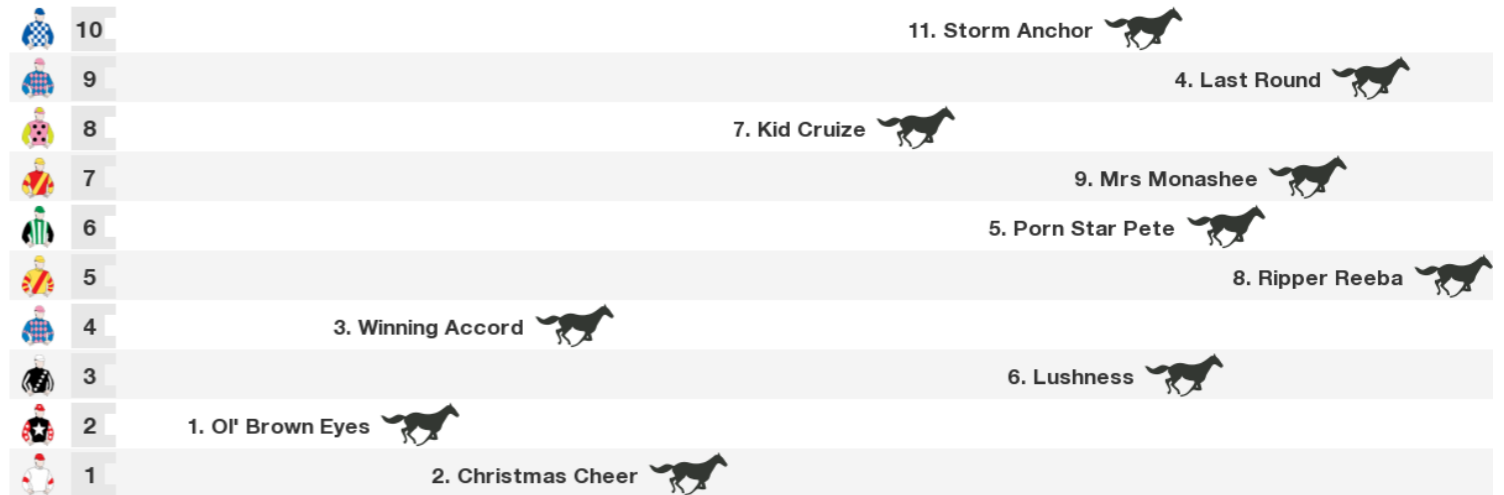 10 11. Storm Anchor
9 4. Last Round
8 7. Kid Cruize
7 9. Mrs Monashee
6 5. Porn Star Pete
5 8. Ripper Reeba
4 3. Winning Accord
3 6. Lushness
2 1. Ol' Brown Eyes
1 2. Christmas Cheer